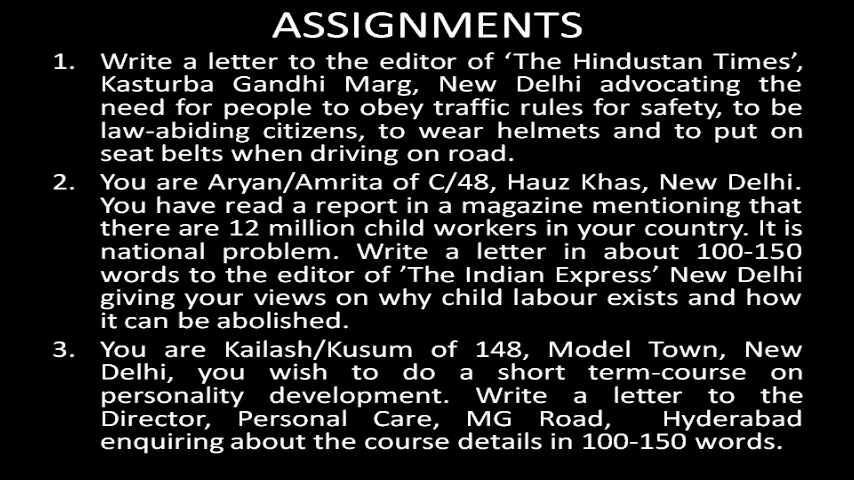 ASSIGNMENTS
1. Write a letter to the editor of ‘The Hindustan Times’,
Kasturba Gandhi Marg, New Delhi advocating the
need for people to obey traffic rules for safety, to be
law-abiding citizens, to wear helmets and to put on
seat belts when driving on road.
2. You are Aryan/Amrita of C/48, Hauz Khas, New Delhi.
You have read a report in a magazine mentioning that
there are 12 million child workers in your country. It is
national problem. Write a letter in about 100-150
words to the editor of ’The Indian Express’ New Delhi
giving your views on why child labour exists and how
it can be abolished.
3. You are Kailash/Kusum of 148, Model Town, New
Delhi, you wish to do a short term-course on
personality development. Write a letter to the
Director, Personal Care, MG Road, Hyderabad
enquiring about the course details in 100-150 words.